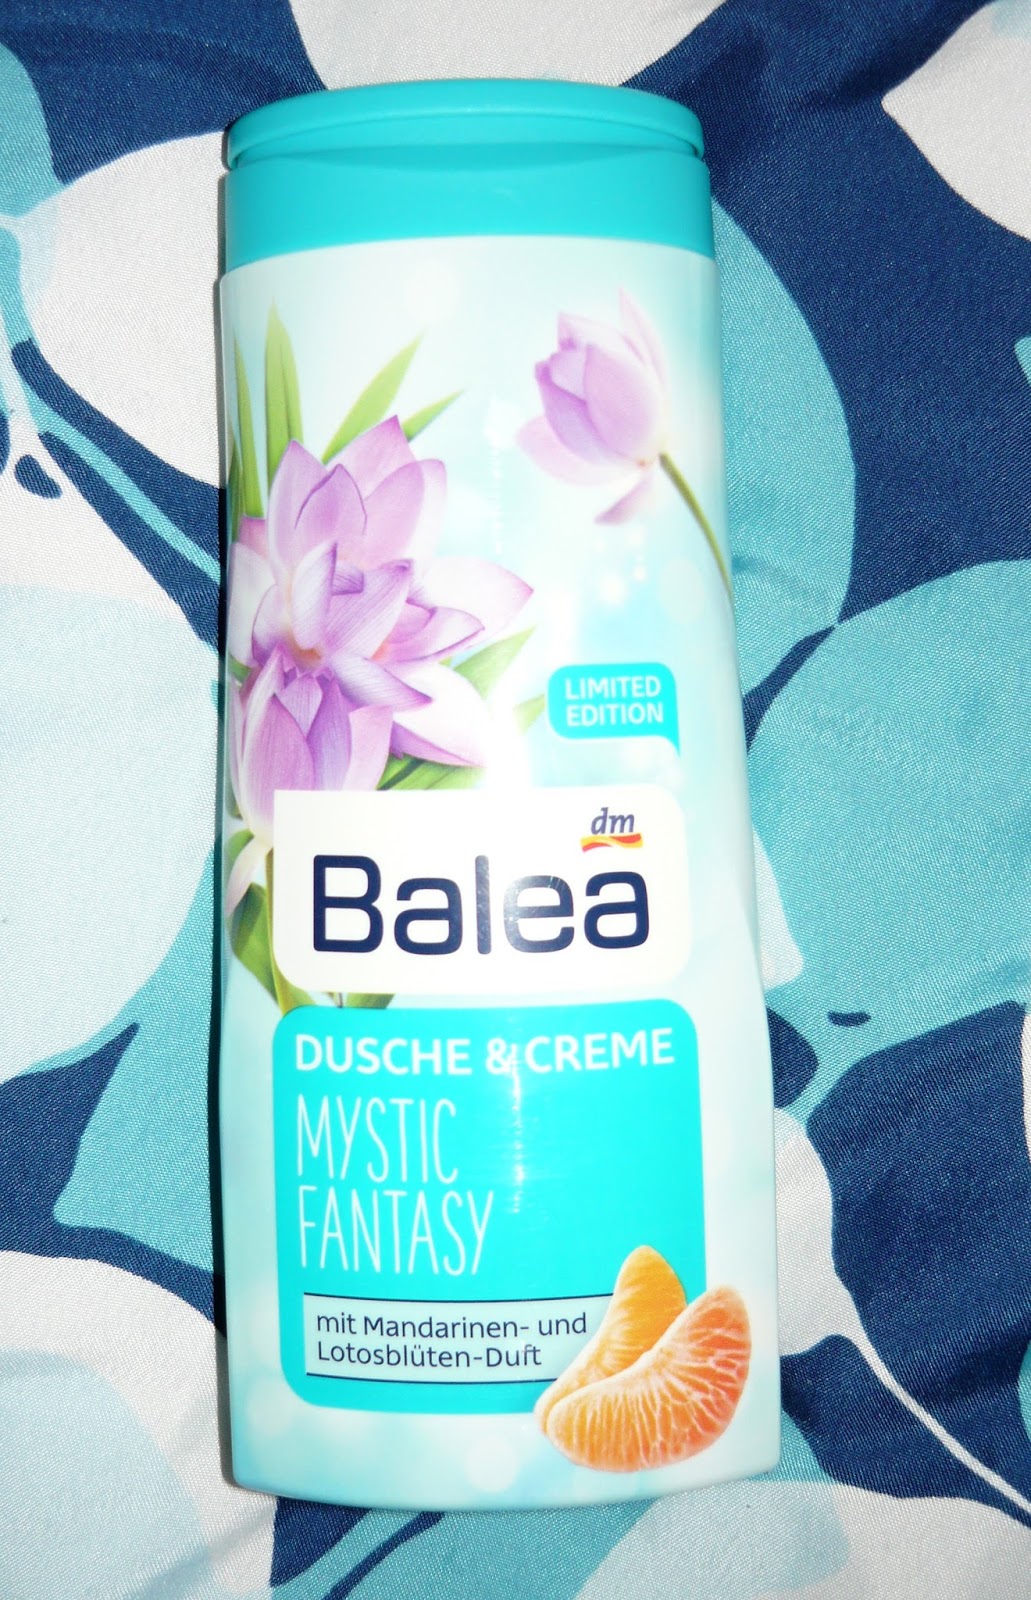 LIMITED
EDITION
dm
Balea
DUSCHE & CREME
MYSTIC
FANTASY
mit Mandarinen- und
Lotosblüten-Duft